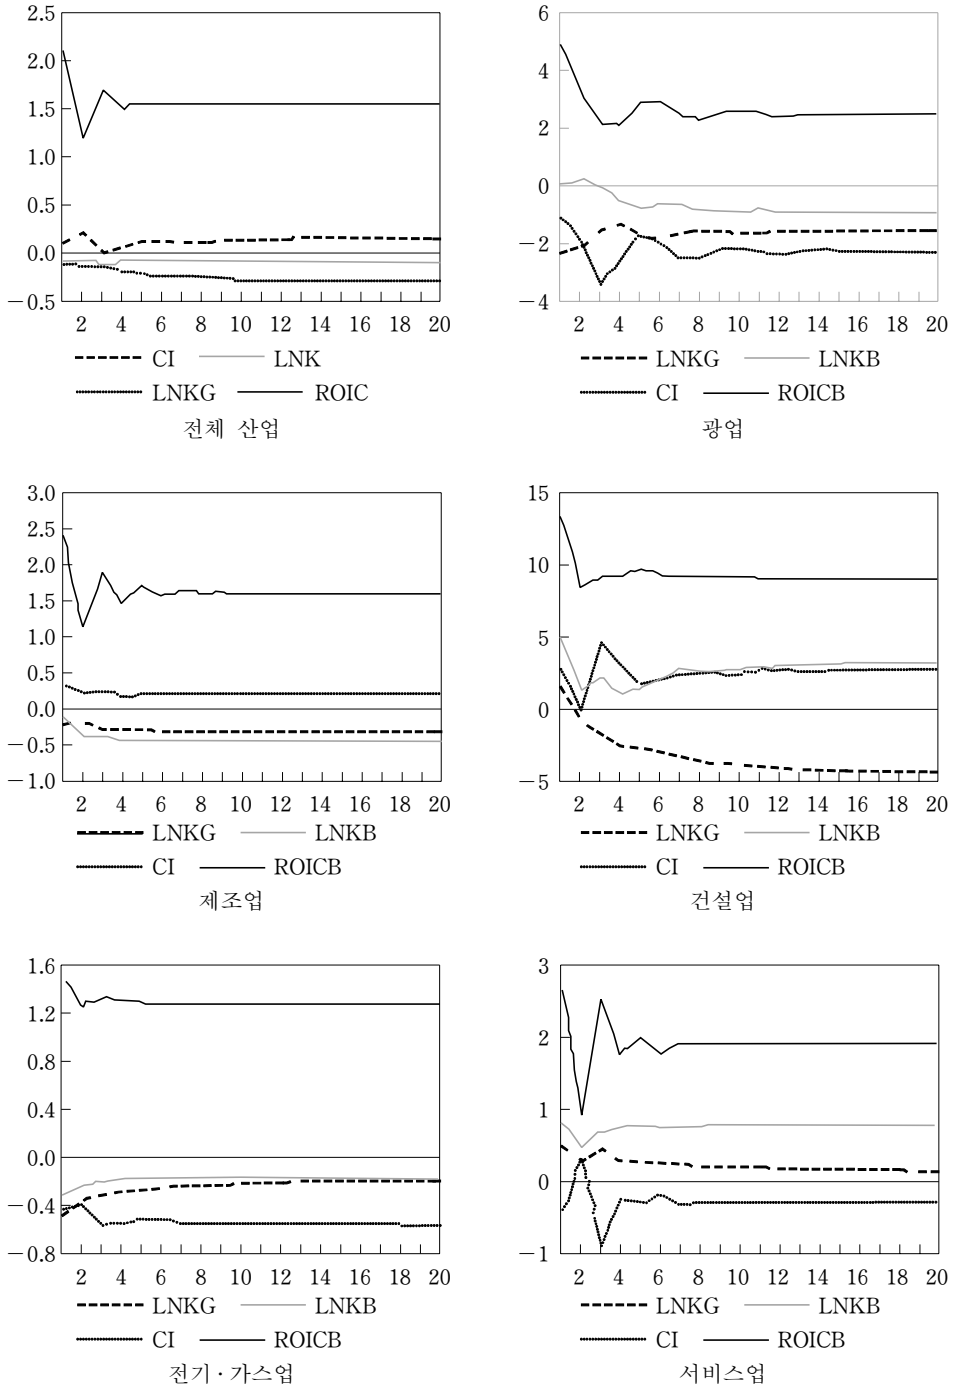 2.5
2.0
1.5
1.0
0.5
0.0
−0.5
2 4 6 8 10 12 14 16 18 20
CI LNK
LNKG ROIC
전체 산업
6
4
2
0
−2
−4
2 4 6 8 10 12 14 16 18 20
LNKG LNKB
CI ROICB
광업
3.0
2.5
2.0
1.5
1.0
0.5
0.0
−0.5
−1.0
2 4 6 8 10 12 14 16 18 20
LNKG LNKB
CI ROICB
제조업
15
10
5
0
−5
2 4 6 8 10 12 14 16 18 20
LNKG LNKB
CI ROICB
건설업
1.6
1.2
0.8
0.4
0.0
−0.4
−0.8
2 4 6 8 10 12 14 16 18 20
LNKG LNKB
CI ROICB
전기·가스업
3
2
1
0
−1
2 4 6 8 10 12 14 16 18 20
LNKG LNKB
CI ROICB
서비스업